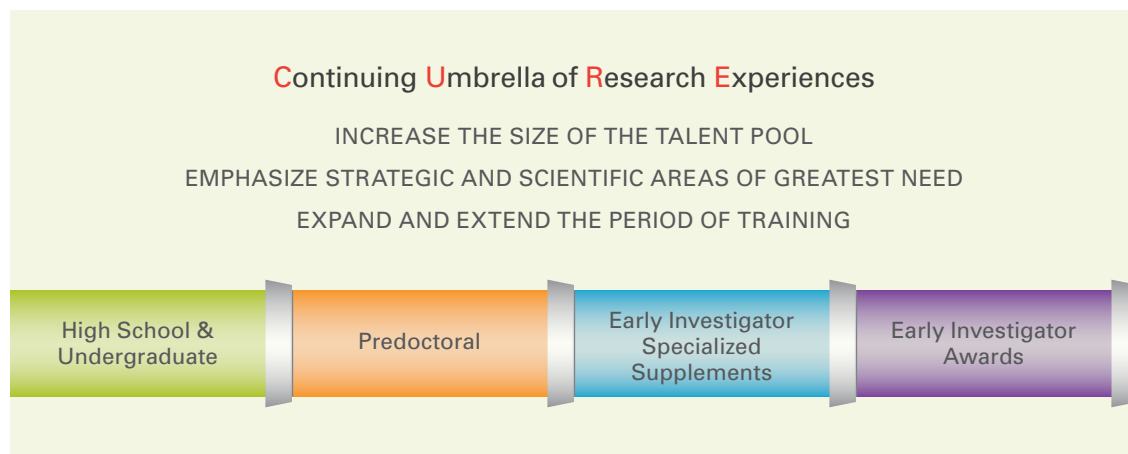 Continuing Umbrella of Research Experiences
INCREASE THE SIZE OF THE TALENT POOL
EMPHASIZE STRATEGIC AND SCIENTIFIC AREAS OF GREATEST NEED
EXPAND AND EXTEND THE PERIOD OF TRAINING
High School &
Undergraduate
Predoctoral
Early Investigator
Specialized
Supplements
Early Investigator
Awards